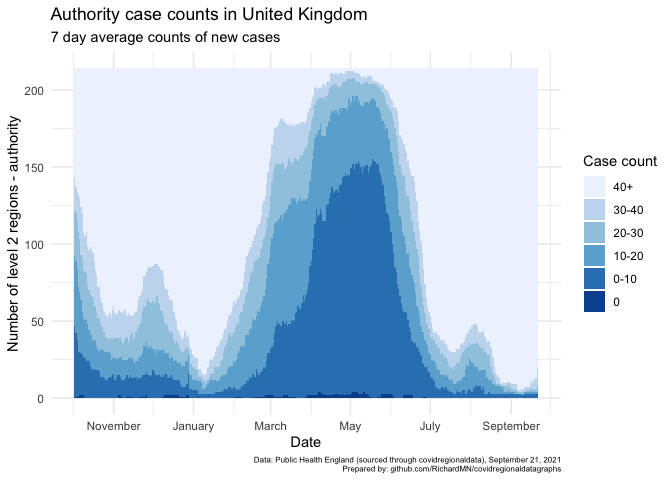 Authority case counts in United Kingdom
7 day average counts of new cases
Number of level 2 regions - authority
200
150
100
50
0
November January March May July September
Date
Case count
40+
30-40
20-30
10-20
0-10
0
Data: Public Health England (sourced through covidregionaldata), September 21, 2021
Prepared by: github.com/RichardMN/covidregionaldatagraphs